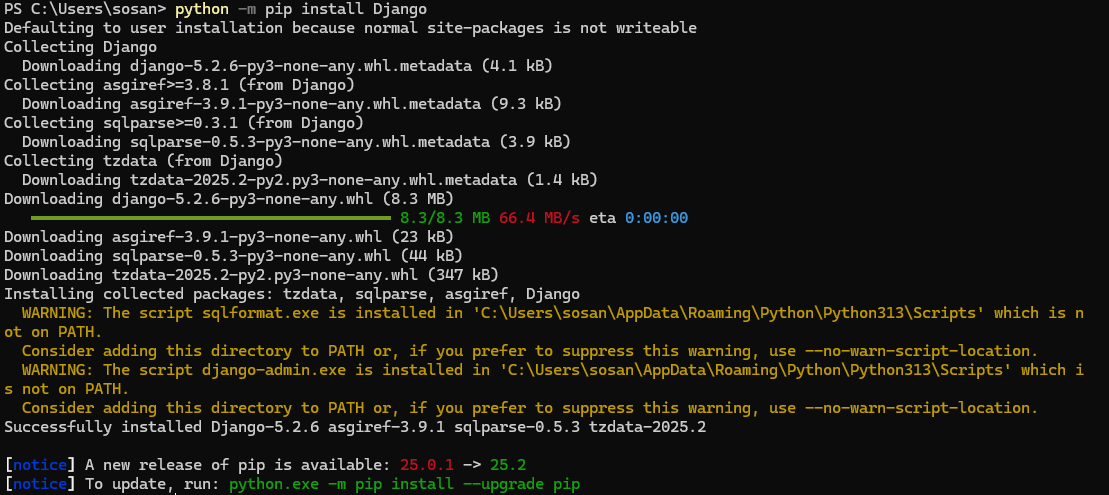 PS C:\Users\sosan> python -m pip install Django
Defaulting to user installation because normal site-packages is not writeable
Collecting Django
  Downloading django-5.2.6-py3-none-any.whl.metadata (4.1 kB)
Collecting asgiref>=3.8.1 (from Django)
  Downloading asgiref-3.9.1-py3-none-any.whl.metadata (9.3 kB)
Collecting sqlparse>=0.3.1 (from Django)
  Downloading sqlparse-0.5.3-py3-none-any.whl.metadata (3.9 kB)
Collecting tzdata (from Django)
  Downloading tzdata-2025.2-py2.py3-none-any.whl.metadata (1.4 kB)
Downloading django-5.2.6-py3-none-any.whl (8.3 MB)
8.3/8.3 MB 66.4 MB/s eta 0:00:00
Downloading asgiref-3.9.1-py3-none-any.whl (23 kB)
Downloading sqlparse-0.5.3-py3-none-any.whl (44 kB)
Downloading tzdata-2025.2-py2.py3-none-any.whl (347 kB)
Installing collected packages: tzdata, sqlparse, asgiref, Django
  WARNING: The script sqlformat.exe is installed in 'C:\Users\sosan\AppData\Roaming\Python\Python313\Scripts' which is n
ot on PATH.
  Consider adding this directory to PATH or, if you prefer to suppress this warning, use --no-warn-script-location.
  WARNING: The script django-admin.exe is installed in 'C:\Users\sosan\AppData\Roaming\Python\Python313\Scripts' which i
s not on PATH.
  Consider adding this directory to PATH or, if you prefer to suppress this warning, use --no-warn-script-location.
Successfully installed Django-5.2.6 asgiref-3.9.1 sqlparse-0.5.3 tzdata-2025.2
[notice] A new release of pip is available: 25.0.1 -> 25.2
[notice] To update, run: python.exe -m pip install --upgrade pip